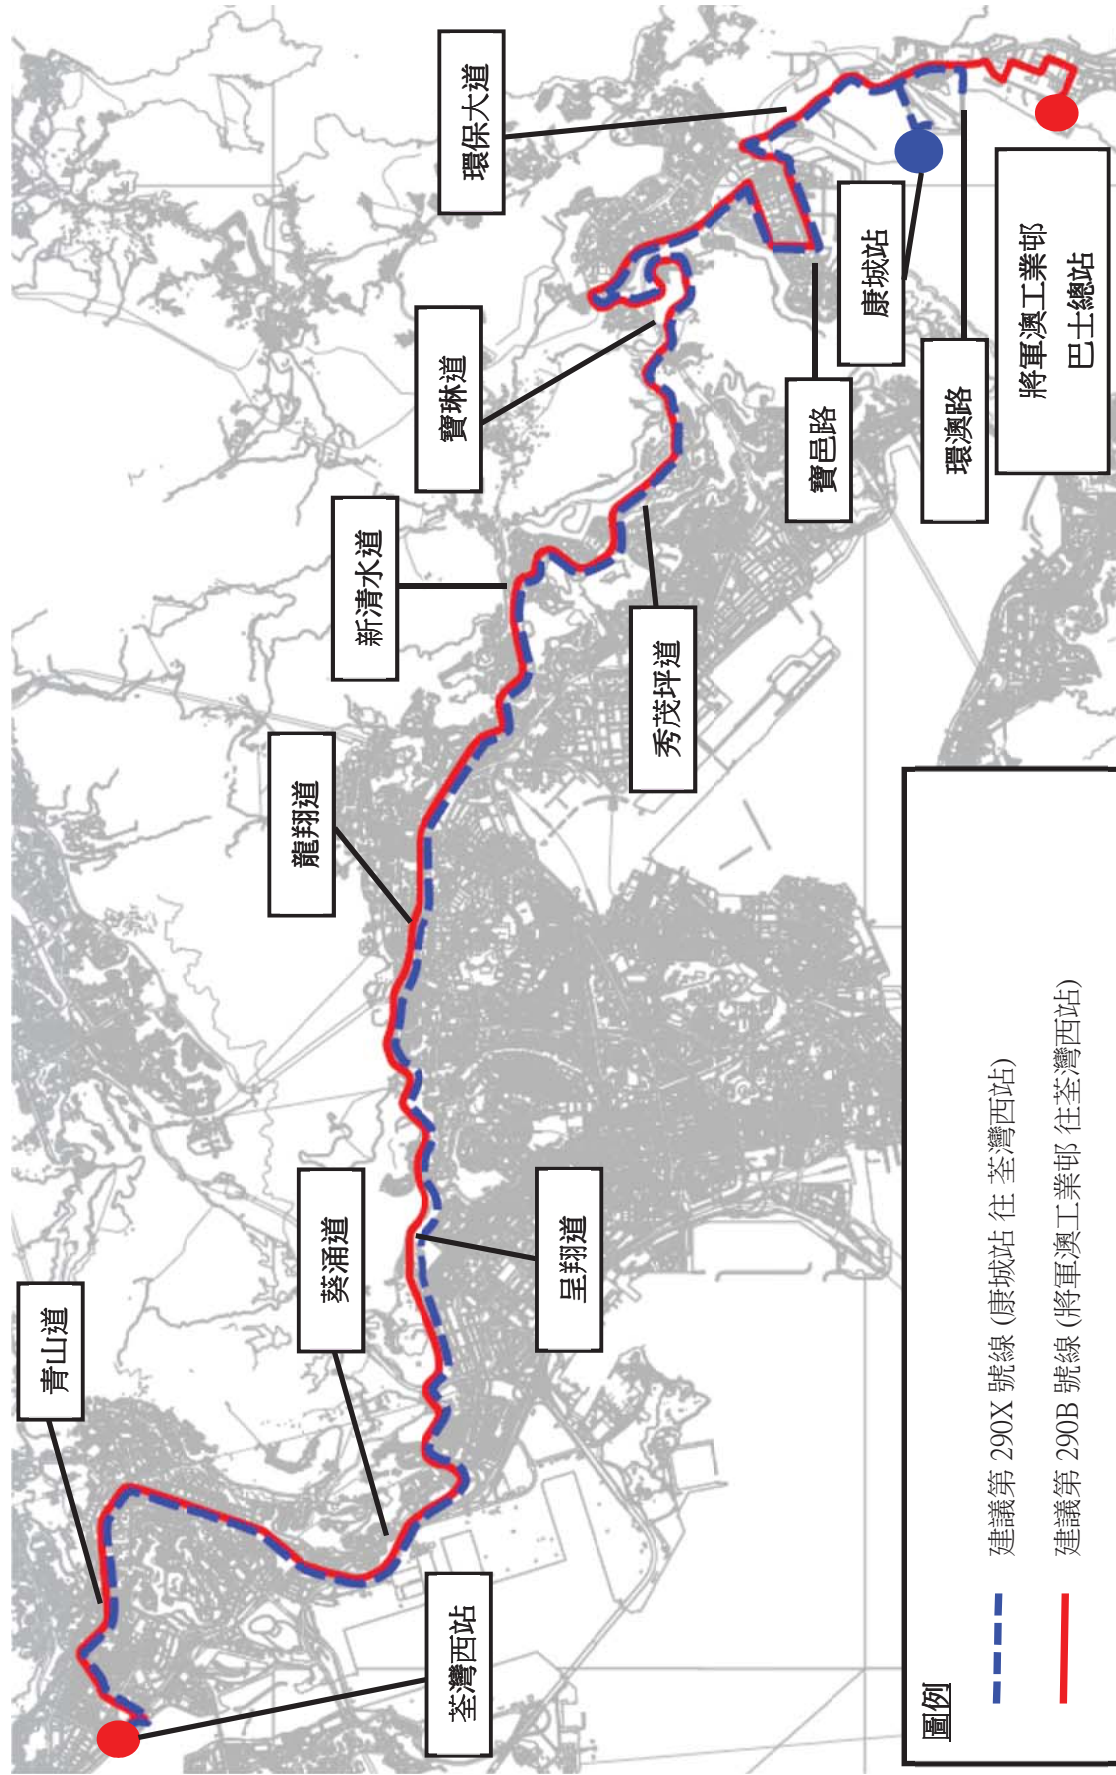 青山道
葵涌道
龍翔道
新清水道
寶琳道
環保大道
荃灣西站
呈翔道
秀茂坪道
寶邑路
康城站
環澳路
將軍澳工業邨
巴士總站
圖例
建議第 290X 號線 (康城站 往 荃灣西站)
建議第 290B 號線 (將軍澳工業邨 往荃灣西站)